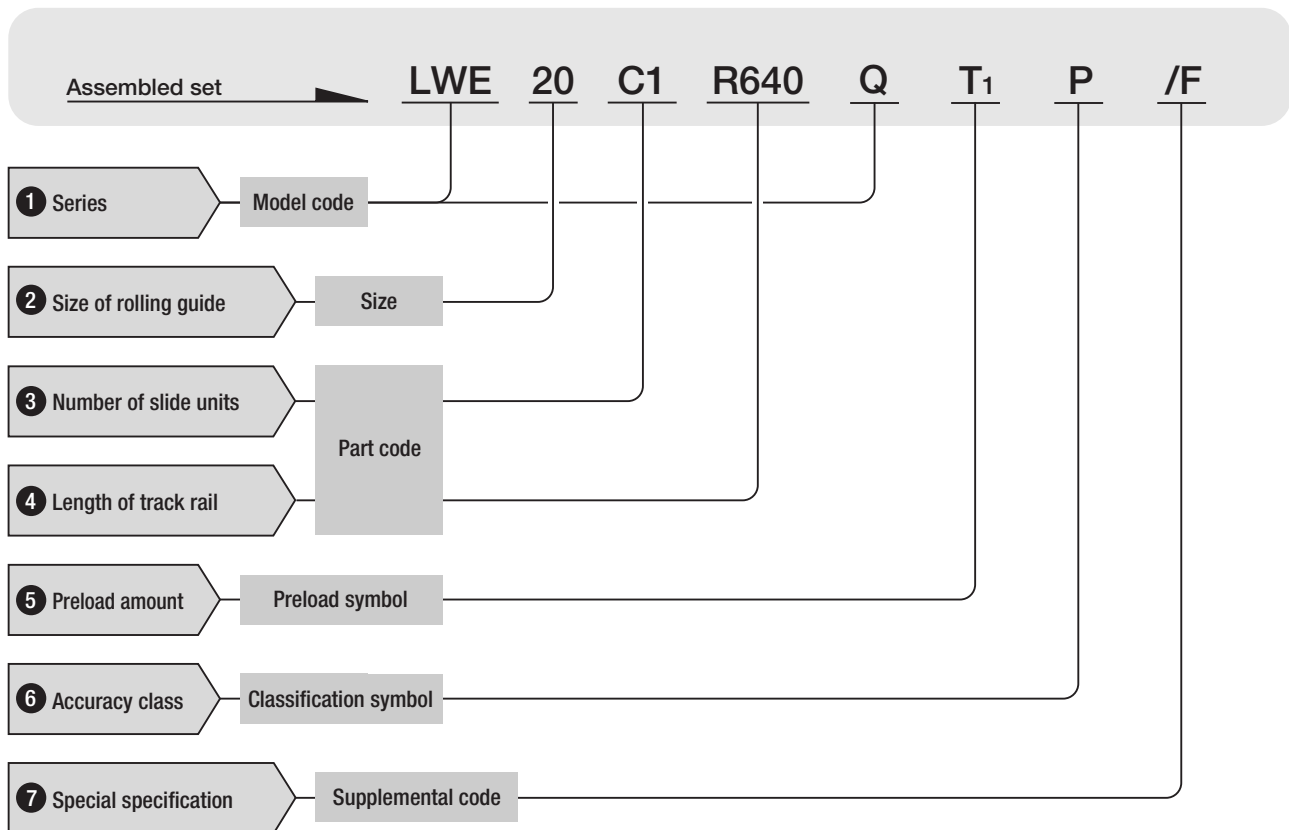 Assembled set LWE 20 C1 R640 Q T1 P /F
1 Series Model code
2 Size of rolling guide Size
3 Number of slide units
Part code
4 Length of track rail
5 Preload amount Preload symbol
6 Accuracy class Classification symbol
7 Special specification Supplemental code